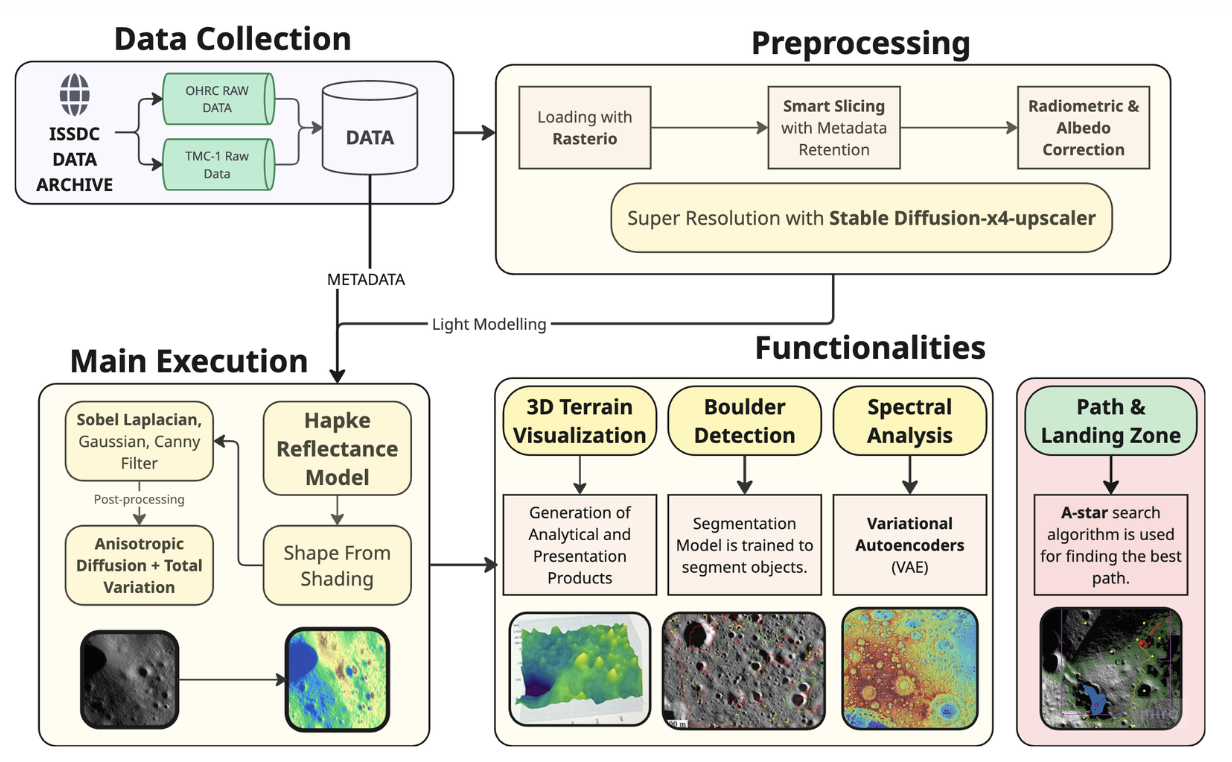 Data Collection
ISSDC
DATA
ARCHIVE
OHRC RAW
DATA
TMC-1 Raw
Data
DATA
Preprocessing
Loading with
Rasterio
Smart Slicing
with Metadata
Retention
Radiometric &
Albedo
Correction
Super Resolution with Stable Diffusion-x4-upscaler
METADATA
Light Modelling
Main Execution
Sobel Laplacian,
Gaussian, Canny
Filter
Post-processing
Anisotropic
Diffusion + Total
Variation
Hapke
Reflectance
Model
Shape From
Shading
Functionalities
3D Terrain
Visualization
Generation of
Analytical and
Presentation
Products
Boulder
Detection
Segmentation
Model is trained to
segment objects.
Spectral
Analysis
Variational
Autoencoders
(VAE)
Path &
Landing Zone
A-star search
algorithm is used
for finding the best
path.
miro